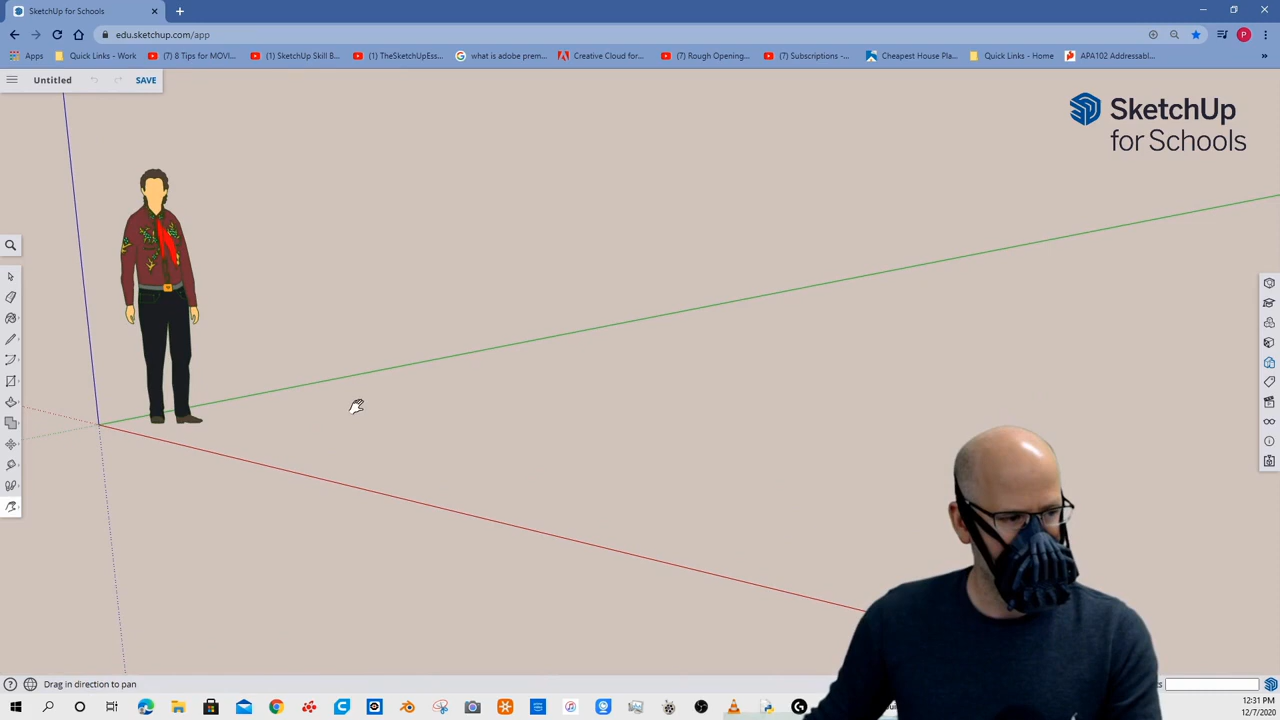 SketchUp for Schools
edu.sketchup.com/app
P
Apps
Quick Links - Work
(7) 8 Tips for MOVI...
(1) SketchUp Skill B...
(1) TheSketchUpEss...
what is adobe prem...
Creative Cloud for...
(7) Rough Opening...
(7) Subscriptions -...
Cheapest House Pla...
Quick Links - Home
APA102 Addressabl...
»
Untitled
SAVE
SketchUp
for Schools
Drag in direction to pan
12:31 PM
12/7/2020